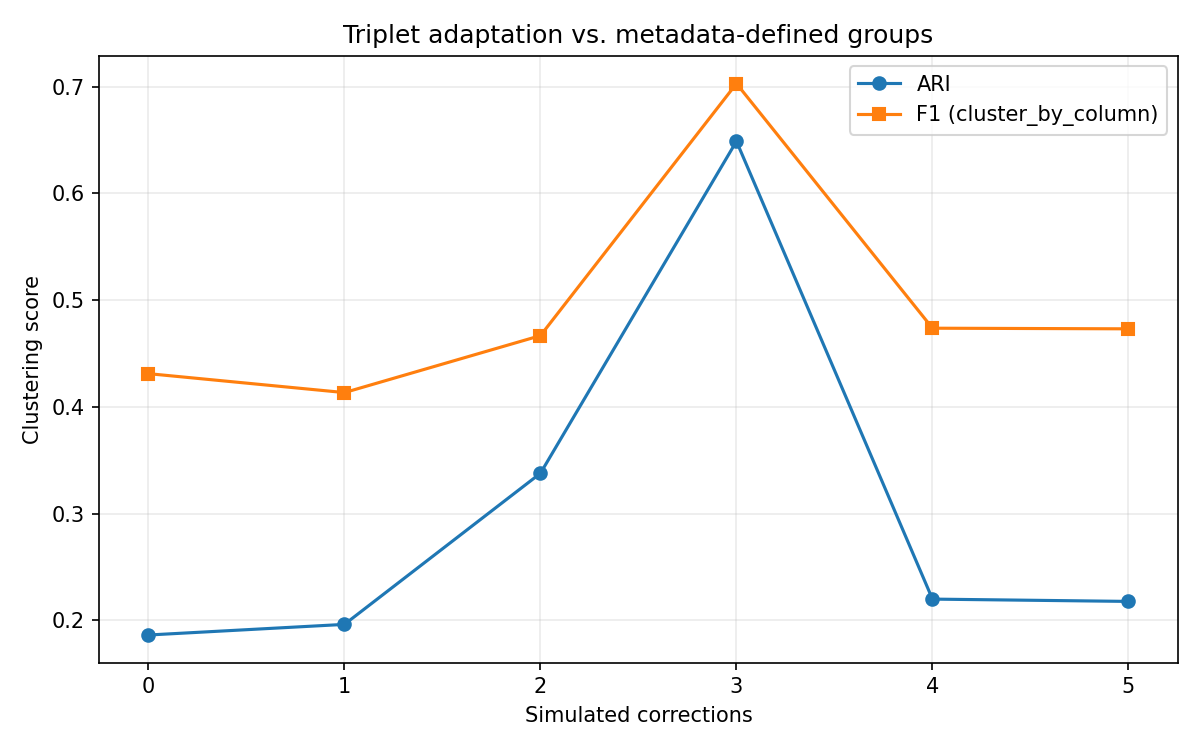 Triplet adaptation vs. metadata-defined groups
ARI
F1 (cluster_by_column)
0.7
0.6
0.5
0.4
0.3
0.2
Clustering score
0 1 2 3 4 5
Simulated corrections